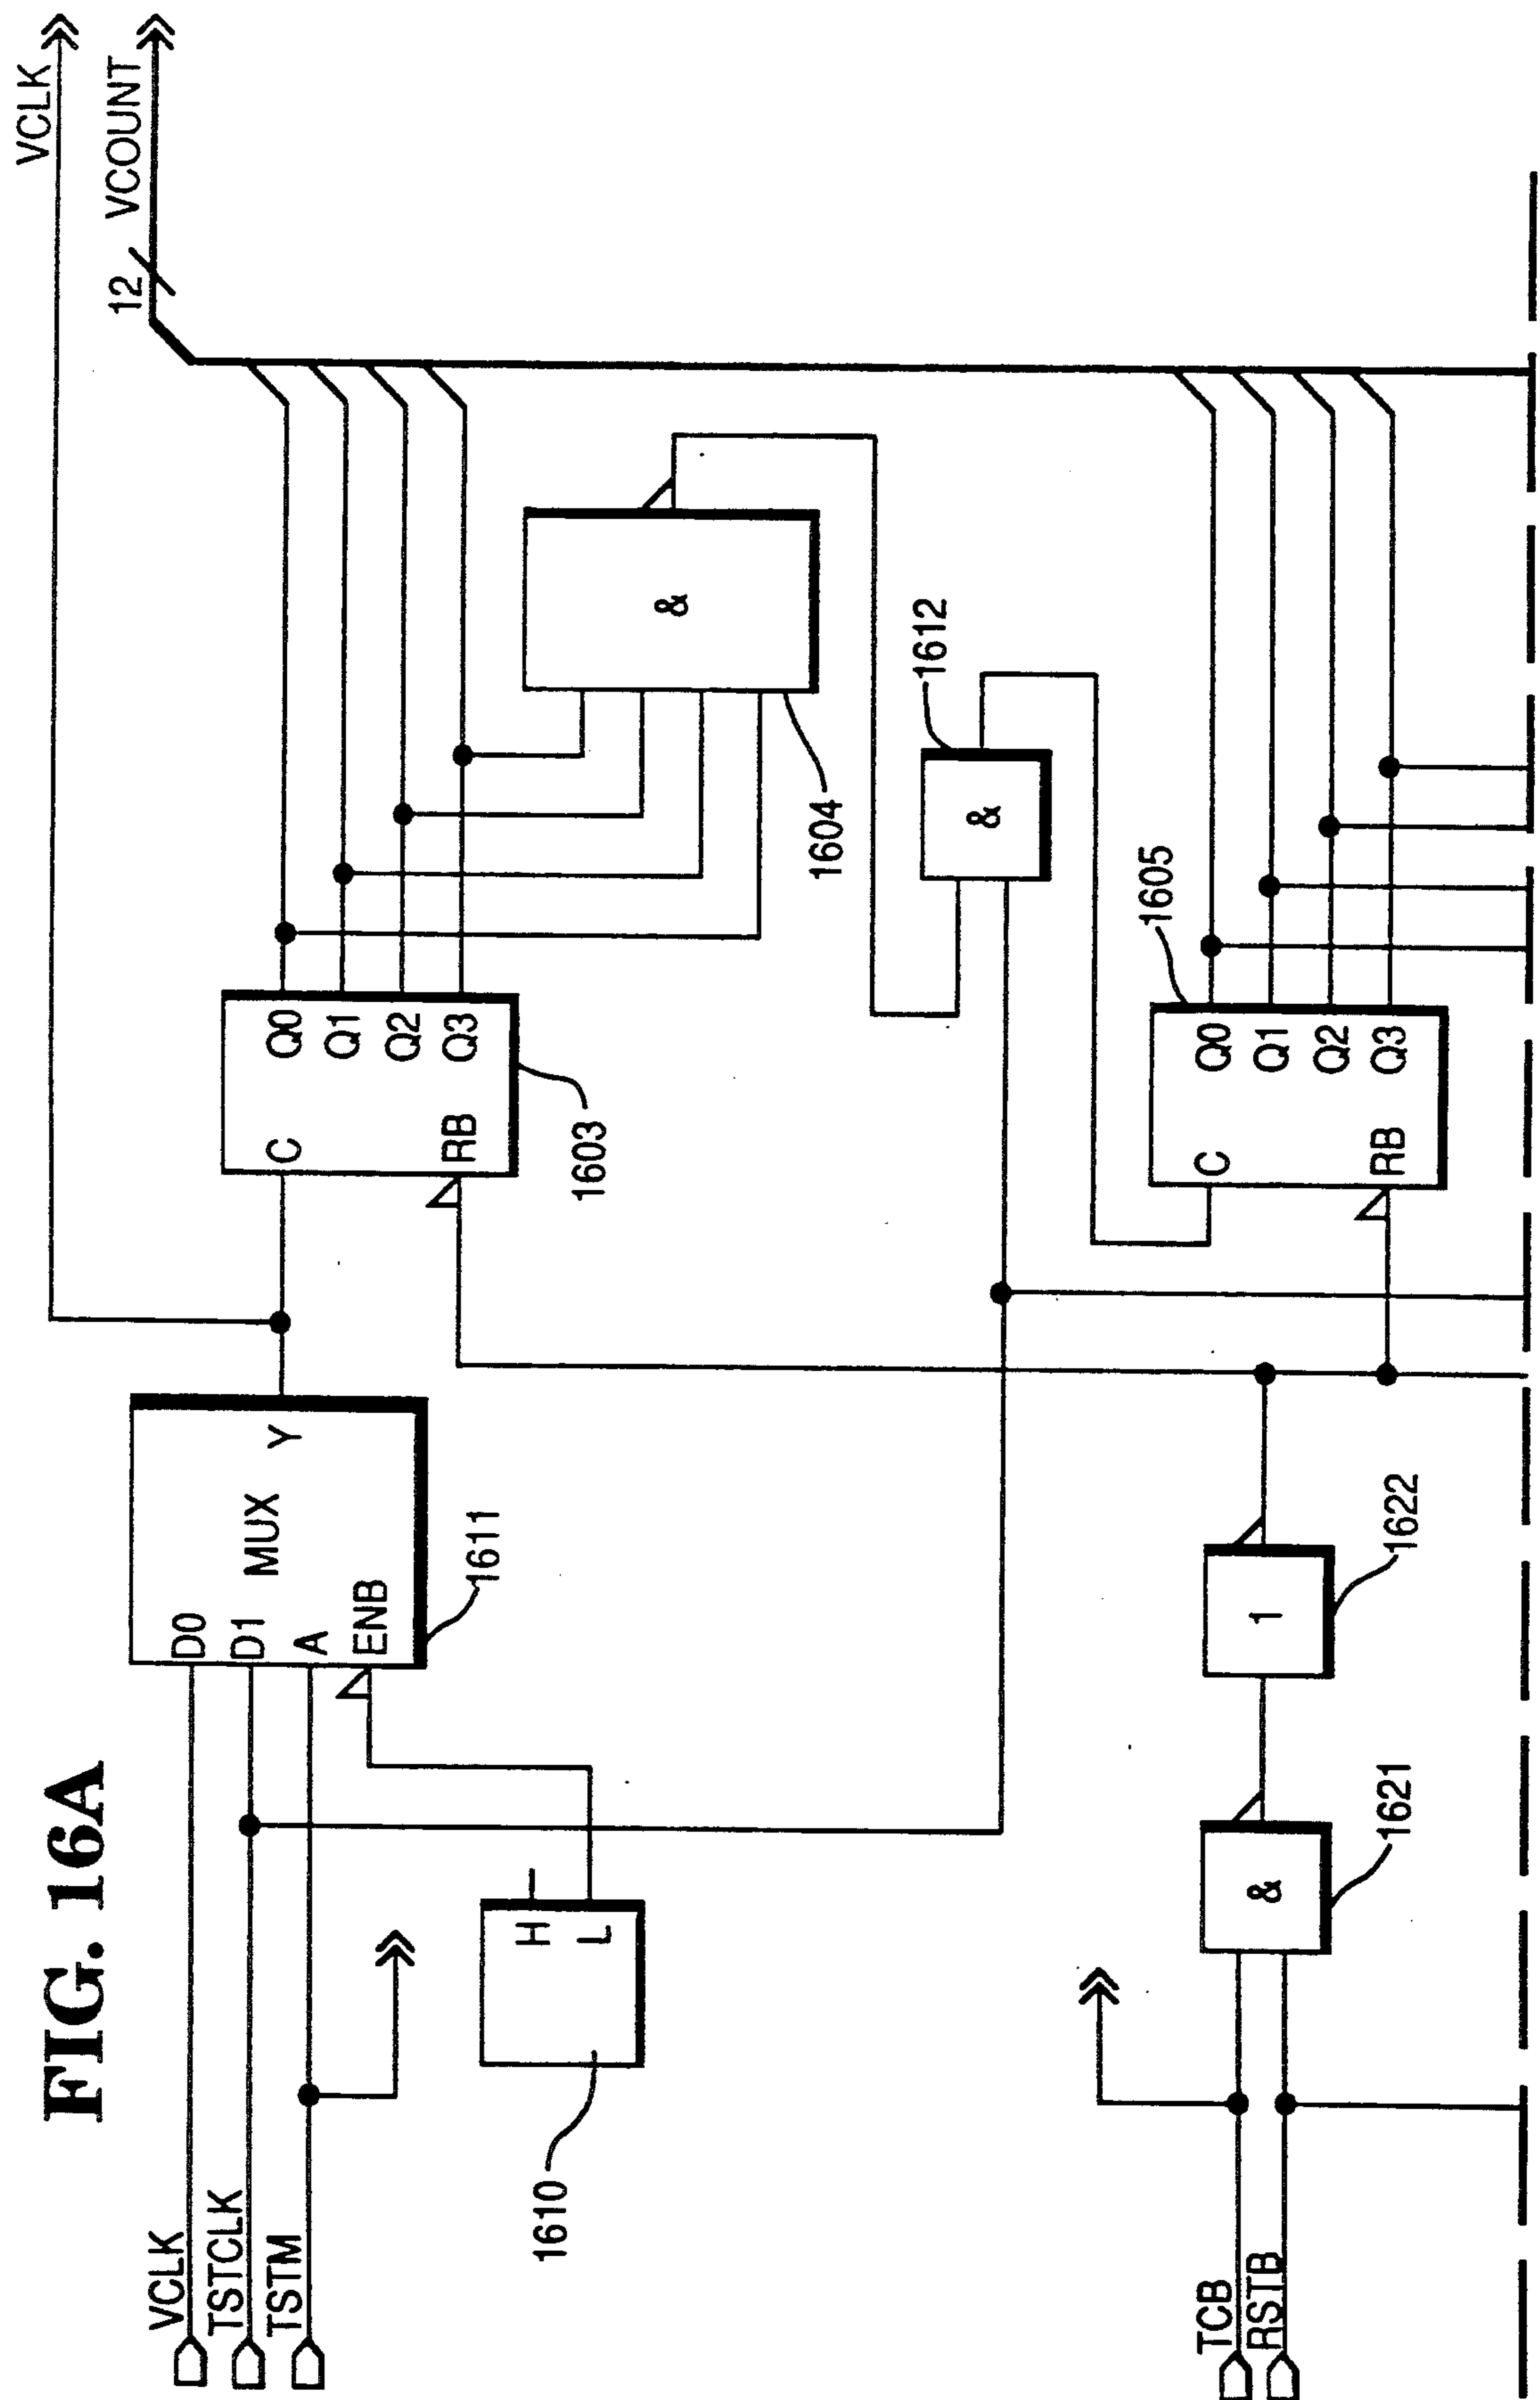 FIG. 16A
VCLK
TSTCLK
TSTM
D0
D1
A
ENB
MUX
Y
1611
H
L
1610
C
RB
Q0
Q1
Q2
Q3
1603
&
1604
VCLK
12
VCOUNT
&
1612
TCB
RSTB
&
1621
1
1622
C
RB
Q0
Q1
Q2
Q3
1605